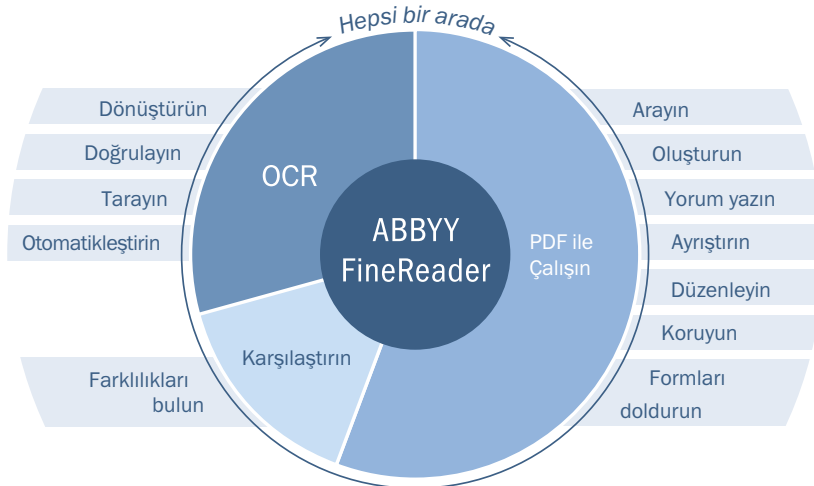 Hepsi bir arada
Dönüştürün
Doğrulayın
Tarayın
Otomatikleştirin
Farklılıkları
bulun
OCR
Karşılaştırın
ABBYY
FineReader
PDF ile
Çalışın
Arayın
Oluşturun
Yorum yazın
Ayrıştırın
Düzenleyin
Koruyun
Formları
doldurun